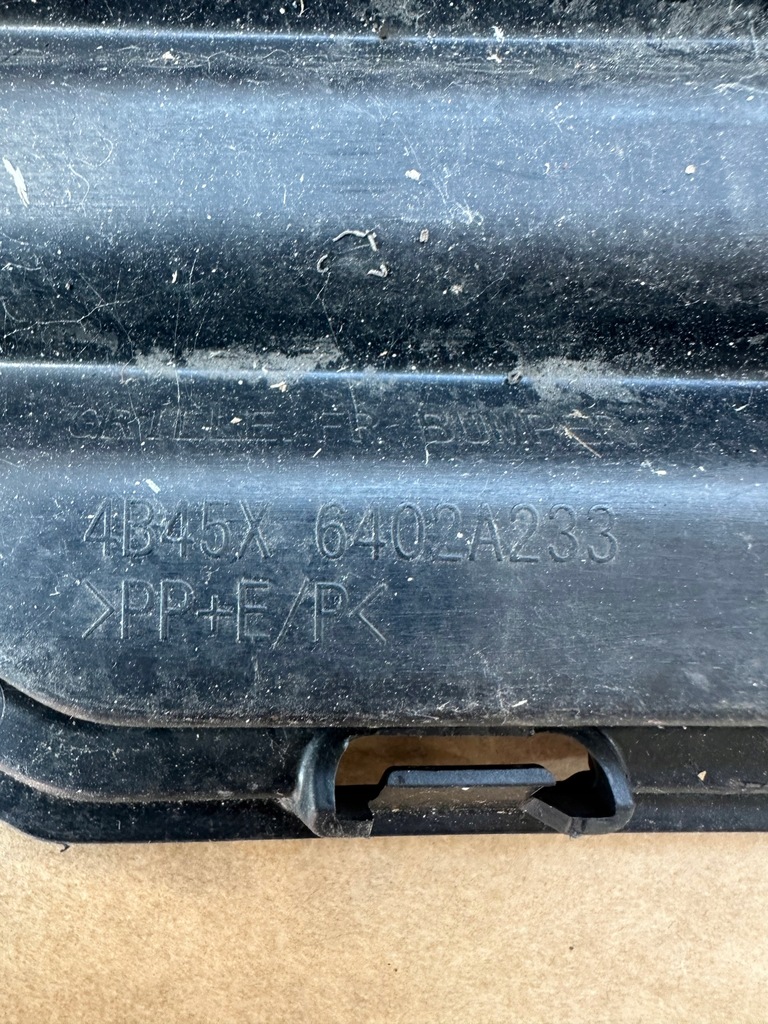 GRILLE, FR BUMPER
4B45X 6402A233
>PP+E/P<